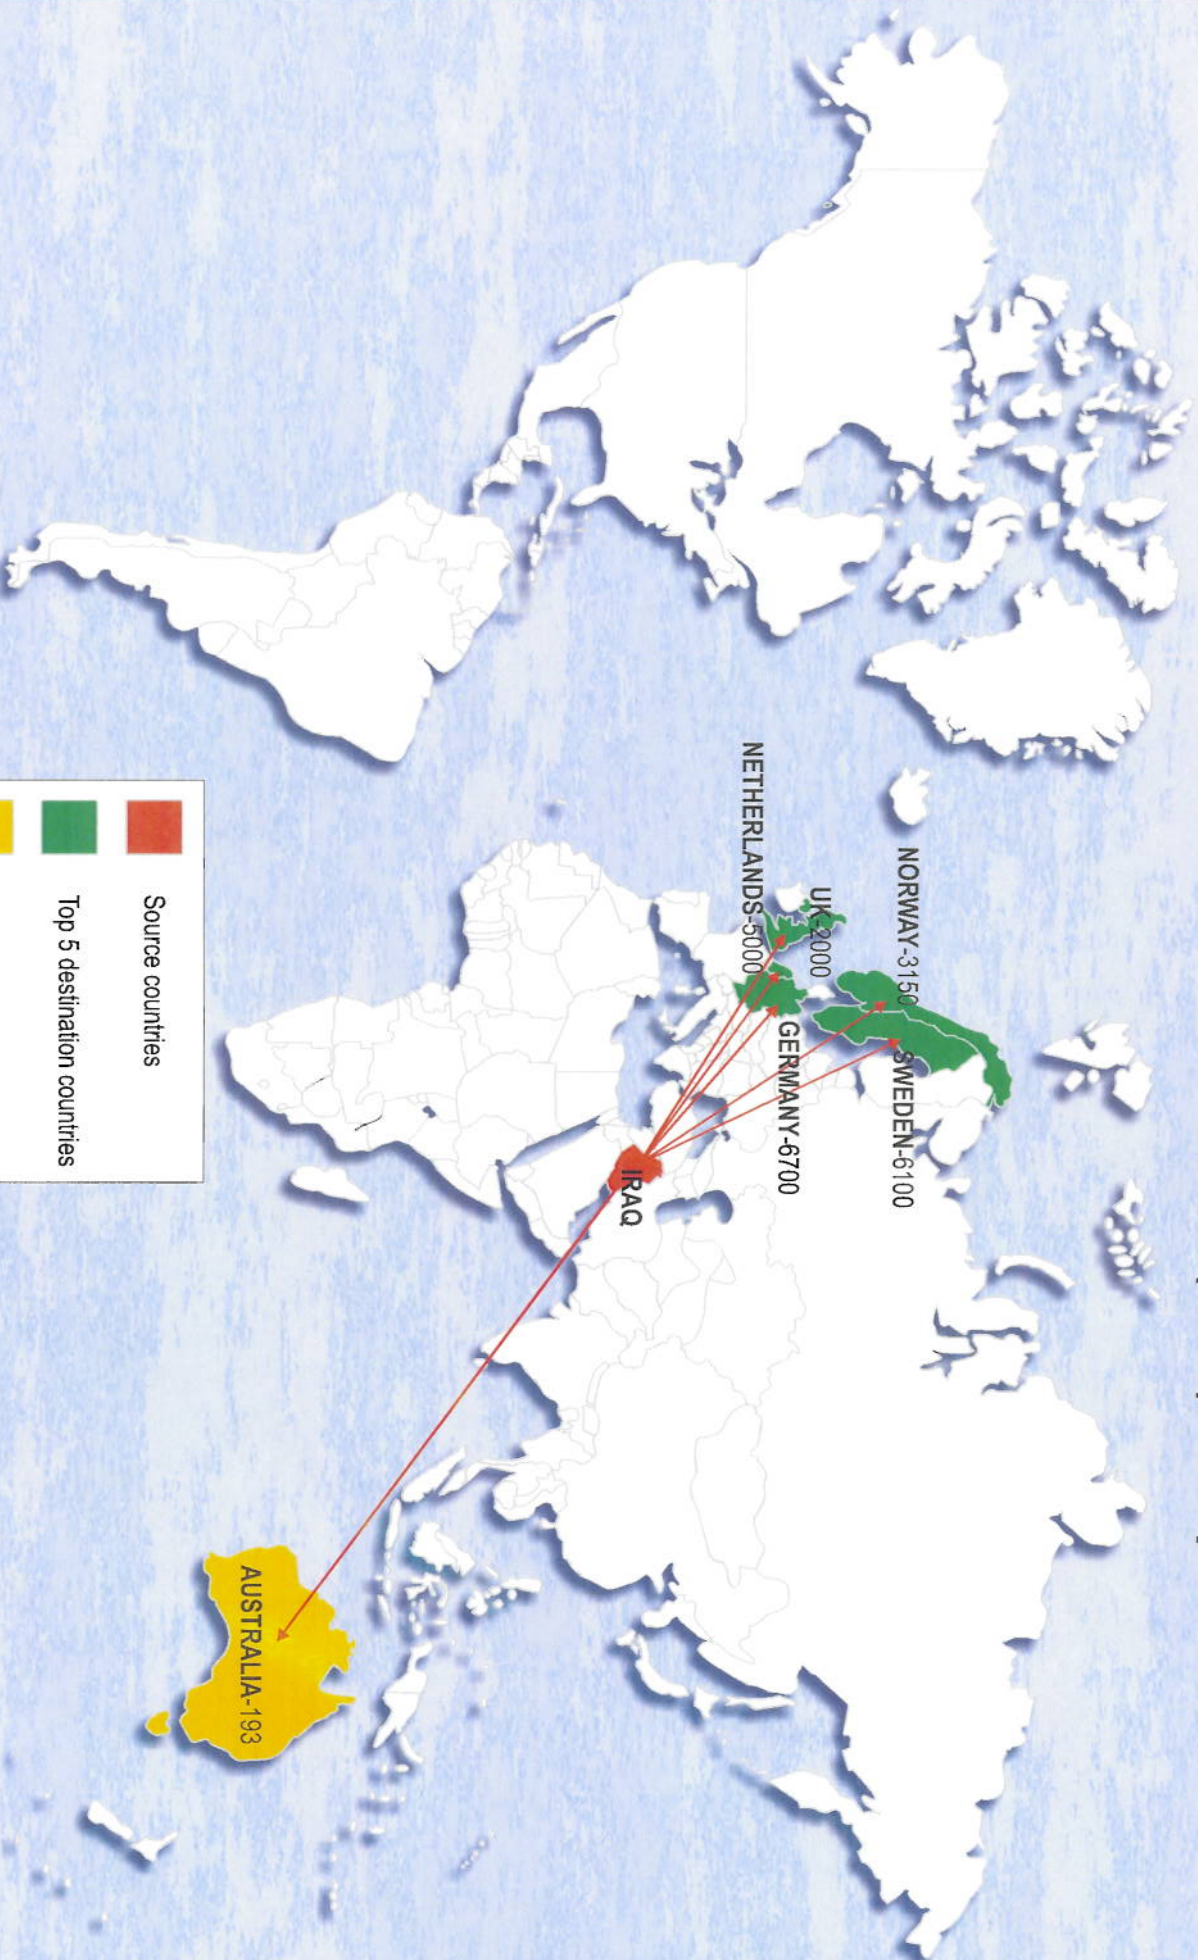 NORWAY-3150
SWEDEN-6100
UK-2000
GERMANY-6700
NETHERLANDS-5000
IRAQ
AUSTRALIA-193
Source countries
Top 5 destination countries